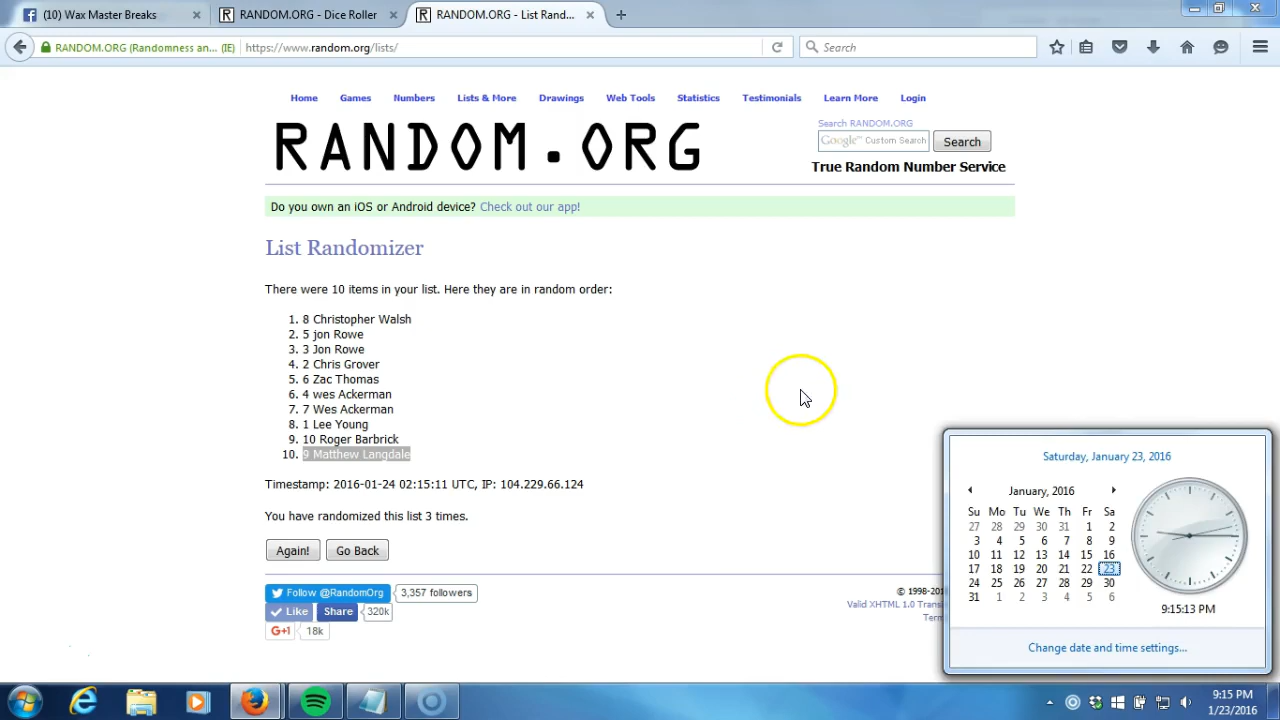 (10) Wax Master Breaks
RANDOM.ORG - Dice Roller
RANDOM.ORG - List Rand...
RANDOM.ORG (Randomness an... (IE)
https://www.random.org/lists/
Search
Home Games Numbers Lists & More Drawings Web Tools Statistics Testimonials Learn More Login
RANDOM.ORG
Search RANDOM.ORG
Google™ Custom Search
Search
True Random Number Service
Do you own an iOS or Android device? Check out our app!
List Randomizer
There were 10 items in your list. Here they are in random order:
1. 8 Christopher Walsh
2. 5 jon Rowe
3. 3 Jon Rowe
4. 2 Chris Grover
5. 6 Zac Thomas
6. 4 wes Ackerman
7. 7 Wes Ackerman
8. 1 Lee Young
9. 10 Roger Barbrick
10. 9 Matthew Langdale
Timestamp: 2016-01-24 02:15:11 UTC, IP: 104.229.66.124
You have randomized this list 3 times.
Again! Go Back
Follow @RandomOrg 3,357 followers
Like Share 320k
G+1 18k
© 1998-201
Valid XHTML 1.0 Trans
Term
Saturday, January 23, 2016
January, 2016
Su Mo Tu We Th Fr Sa
27 28 29 30 31 1 2
3 4 5 6 7 8 9
10 11 12 13 14 15 16
17 18 19 20 21 22 23
24 25 26 27 28 29 30
31 1 2 3 4 5 6
9:15:13 PM
Change date and time settings...
9:15 PM
1/23/2016